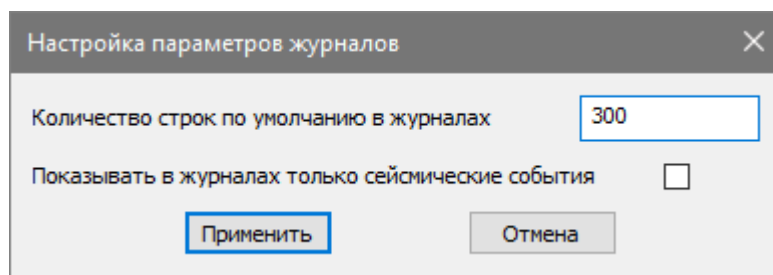 Настройка параметров журналов
Количество строк по умолчанию в журналах 300
Показывать в журналах только сейсмические события
Применить Отмена